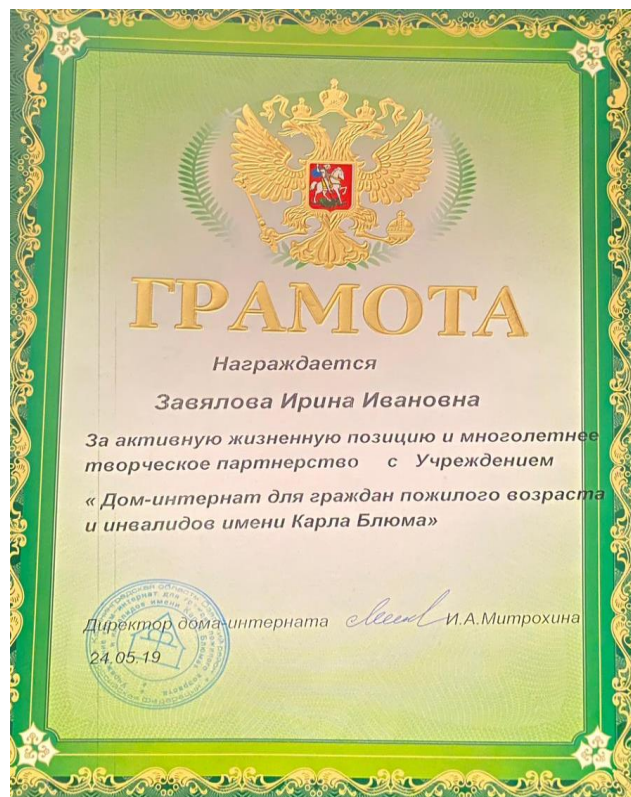 ГРАМОТА
Награждается
Завялова Ирина Ивановна
За активную жизненную позицию и многолетнее
творческое партнерство с Учреждением
« Дом-интернат для граждан пожилого возраста
и инвалидов имени Карла Блюма»
Директор дома-интерната И.А.Митрохина
24.05.19